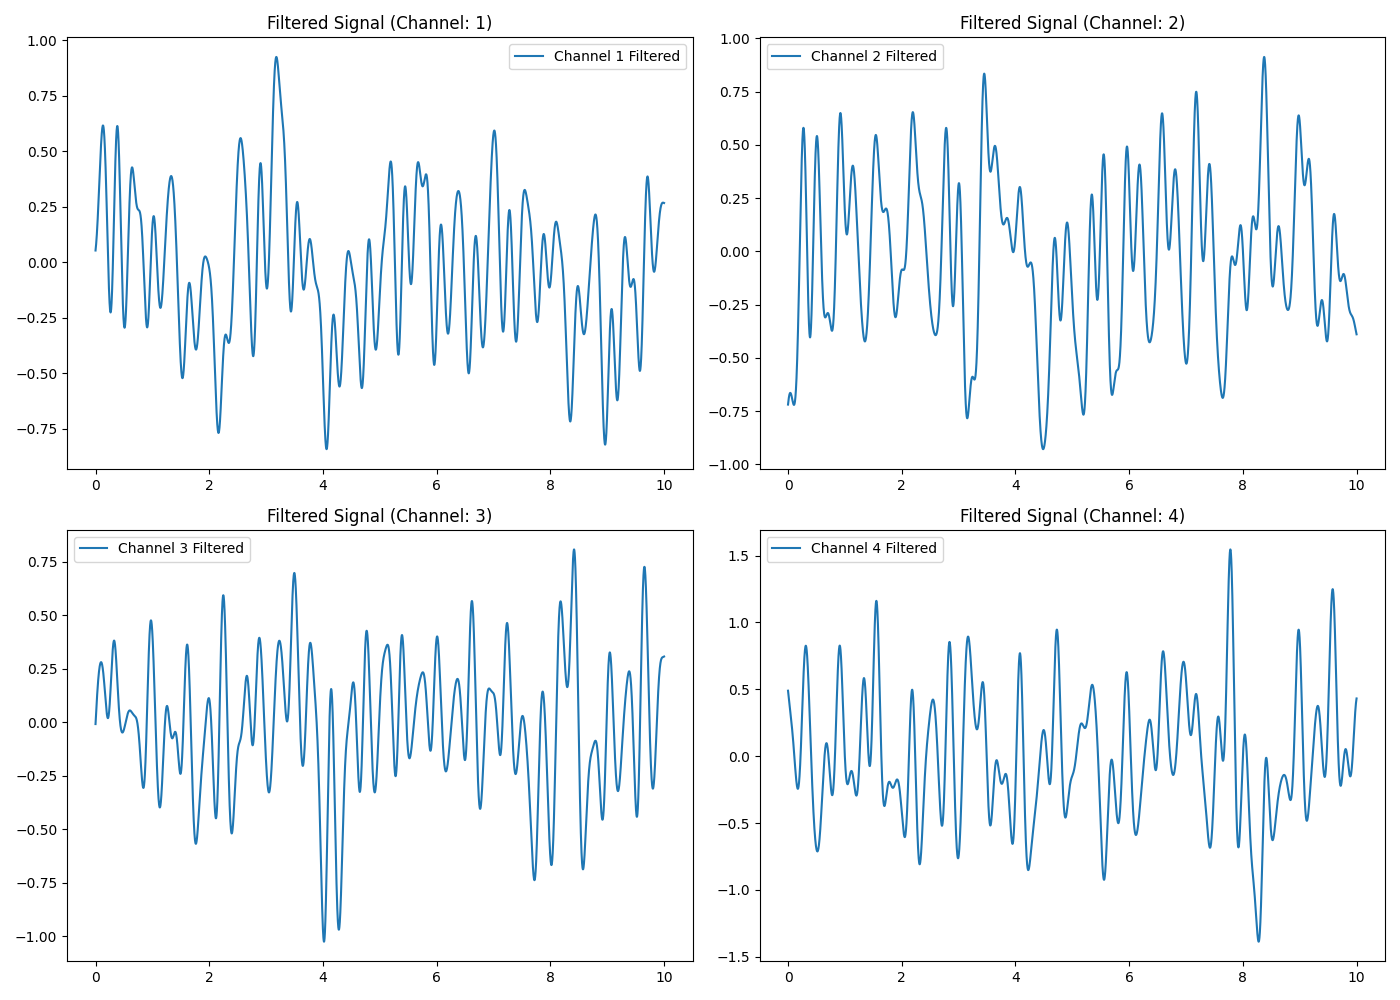 Filtered Signal (Channel: 1)
Channel 1 Filtered
1.00
0.75
0.50
0.25
0.00
−0.25
−0.50
−0.75
0 2 4 6 8 10
Filtered Signal (Channel: 2)
Channel 2 Filtered
1.00
0.75
0.50
0.25
0.00
−0.25
−0.50
−0.75
−1.00
0 2 4 6 8 10
Filtered Signal (Channel: 3)
Channel 3 Filtered
0.75
0.50
0.25
0.00
−0.25
−0.50
−0.75
−1.00
0 2 4 6 8 10
Filtered Signal (Channel: 4)
Channel 4 Filtered
1.5
1.0
0.5
0.0
−0.5
−1.0
−1.5
0 2 4 6 8 10